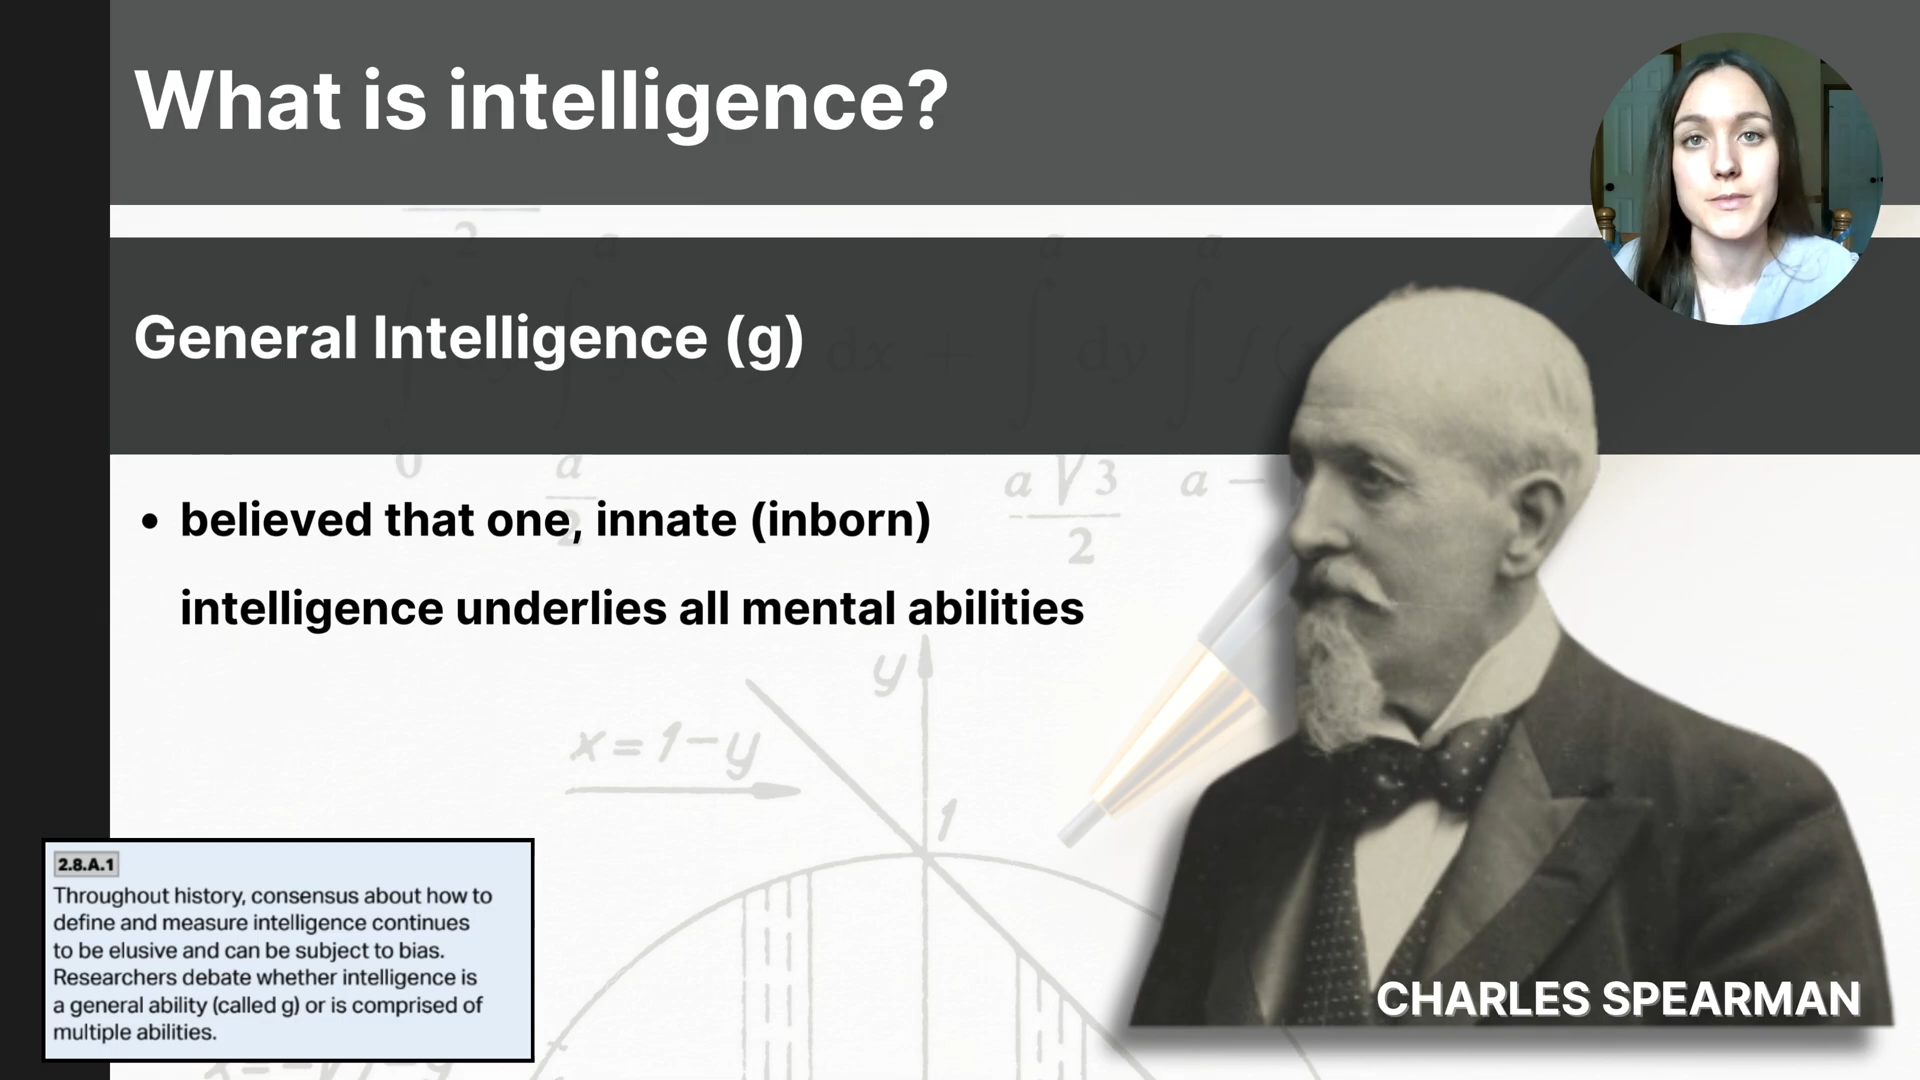 What is intelligence?
General Intelligence (g)
• believed that one, innate (inborn)
intelligence underlies all mental abilities
2
a
a
a
dx + dy f(
0
a
2
a √3
2
a –
y
x = 1 – y
1
2.8.A.1
Throughout history, consensus about how to
define and measure intelligence continues
to be elusive and can be subject to bias.
Researchers debate whether intelligence is
a general ability (called g) or is comprised of
multiple abilities.
CHARLES SPEARMAN